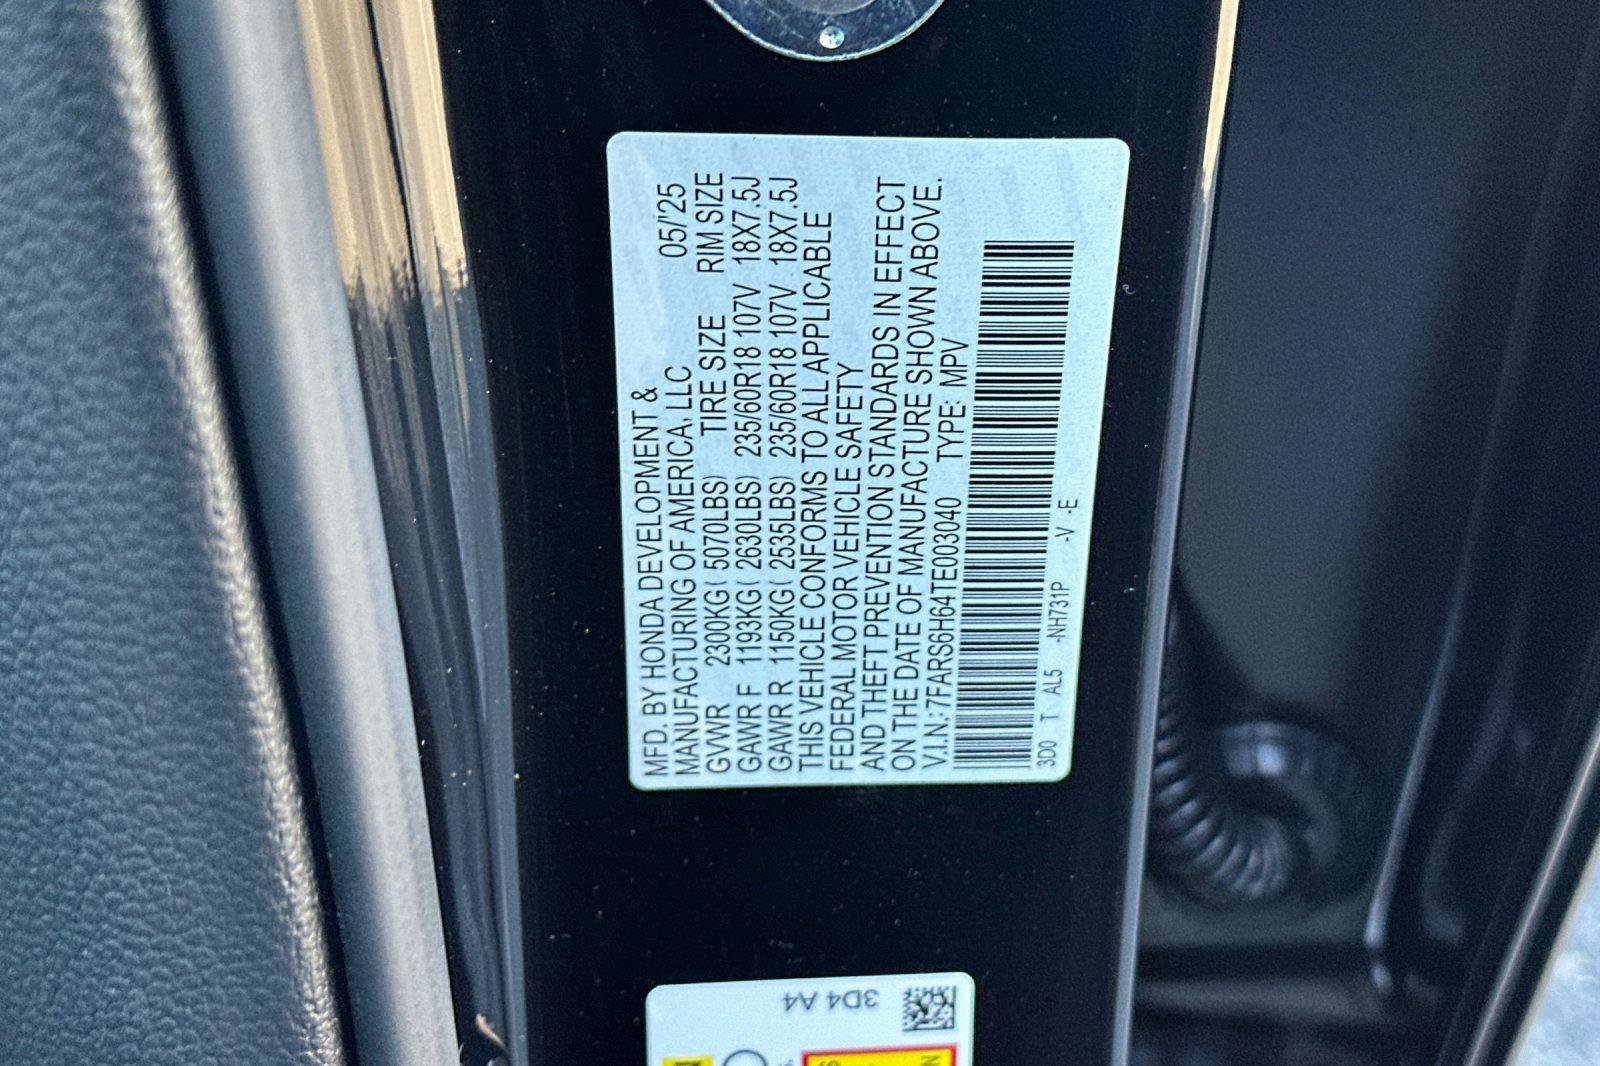 MFD. BY HONDA DEVELOPMENT &
MANUFACTURING OF AMERICA, LLC 05/'25
GVWR 2300KG( 5070LBS) TIRE SIZE RIM SIZE
GAWR F 1193KG( 2630LBS) 235/60R18 107V 18X7.5J
GAWR R 1150KG( 2535LBS) 235/60R18 107V 18X7.5J
THIS VEHICLE CONFORMS TO ALL APPLICABLE
FEDERAL MOTOR VEHICLE SAFETY
AND THEFT PREVENTION STANDARDS IN EFFECT
ON THE DATE OF MANUFACTURE SHOWN ABOVE.
V.I.N.: 7FARS6H64TE003040 TYPE: MPV
3D0 T AL5 -NH731P -V -E
3D4 A4